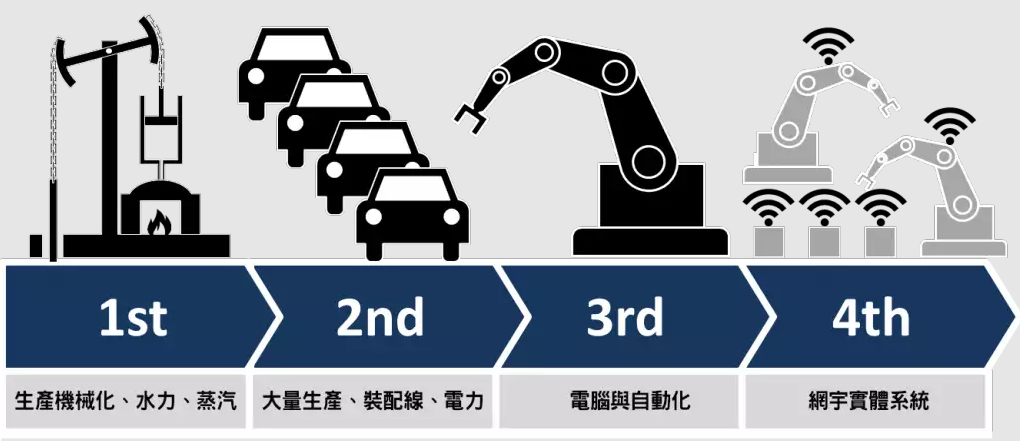 1st
2nd
3rd
4th
生產機械化、水力、蒸汽
大量生產、裝配線、電力
電腦與自動化
網宇實體系統